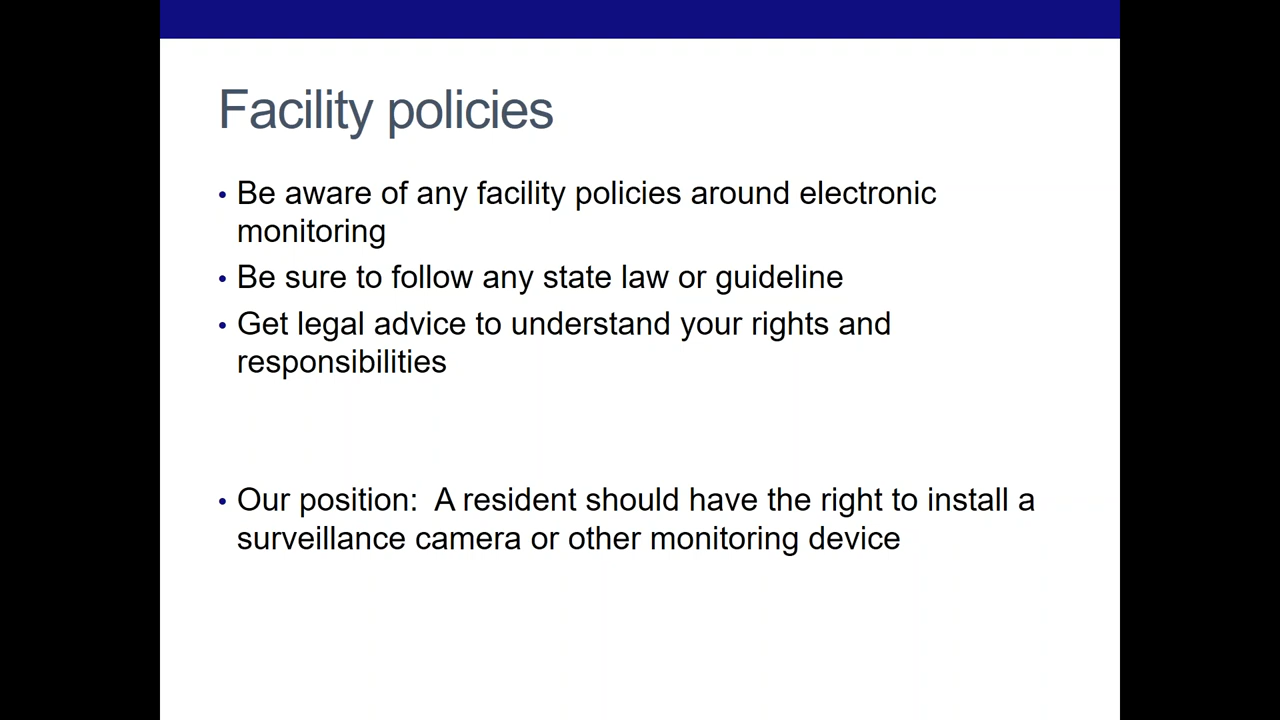 Facility policies
• Be aware of any facility policies around electronic
monitoring
• Be sure to follow any state law or guideline
• Get legal advice to understand your rights and
responsibilities
• Our position:  A resident should have the right to install a
surveillance camera or other monitoring device